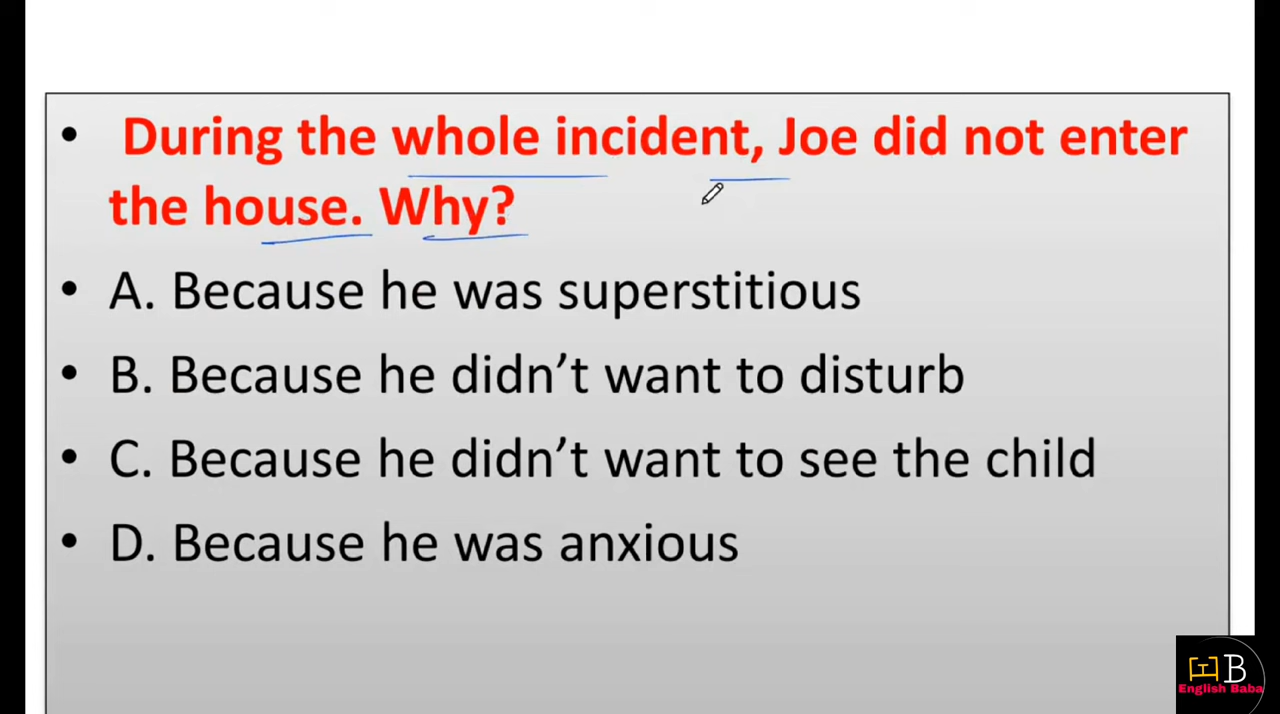 • During the whole incident, Joe did not enter
the house. Why?
• A. Because he was superstitious
• B. Because he didn’t want to disturb
• C. Because he didn’t want to see the child
• D. Because he was anxious
B
English Baba